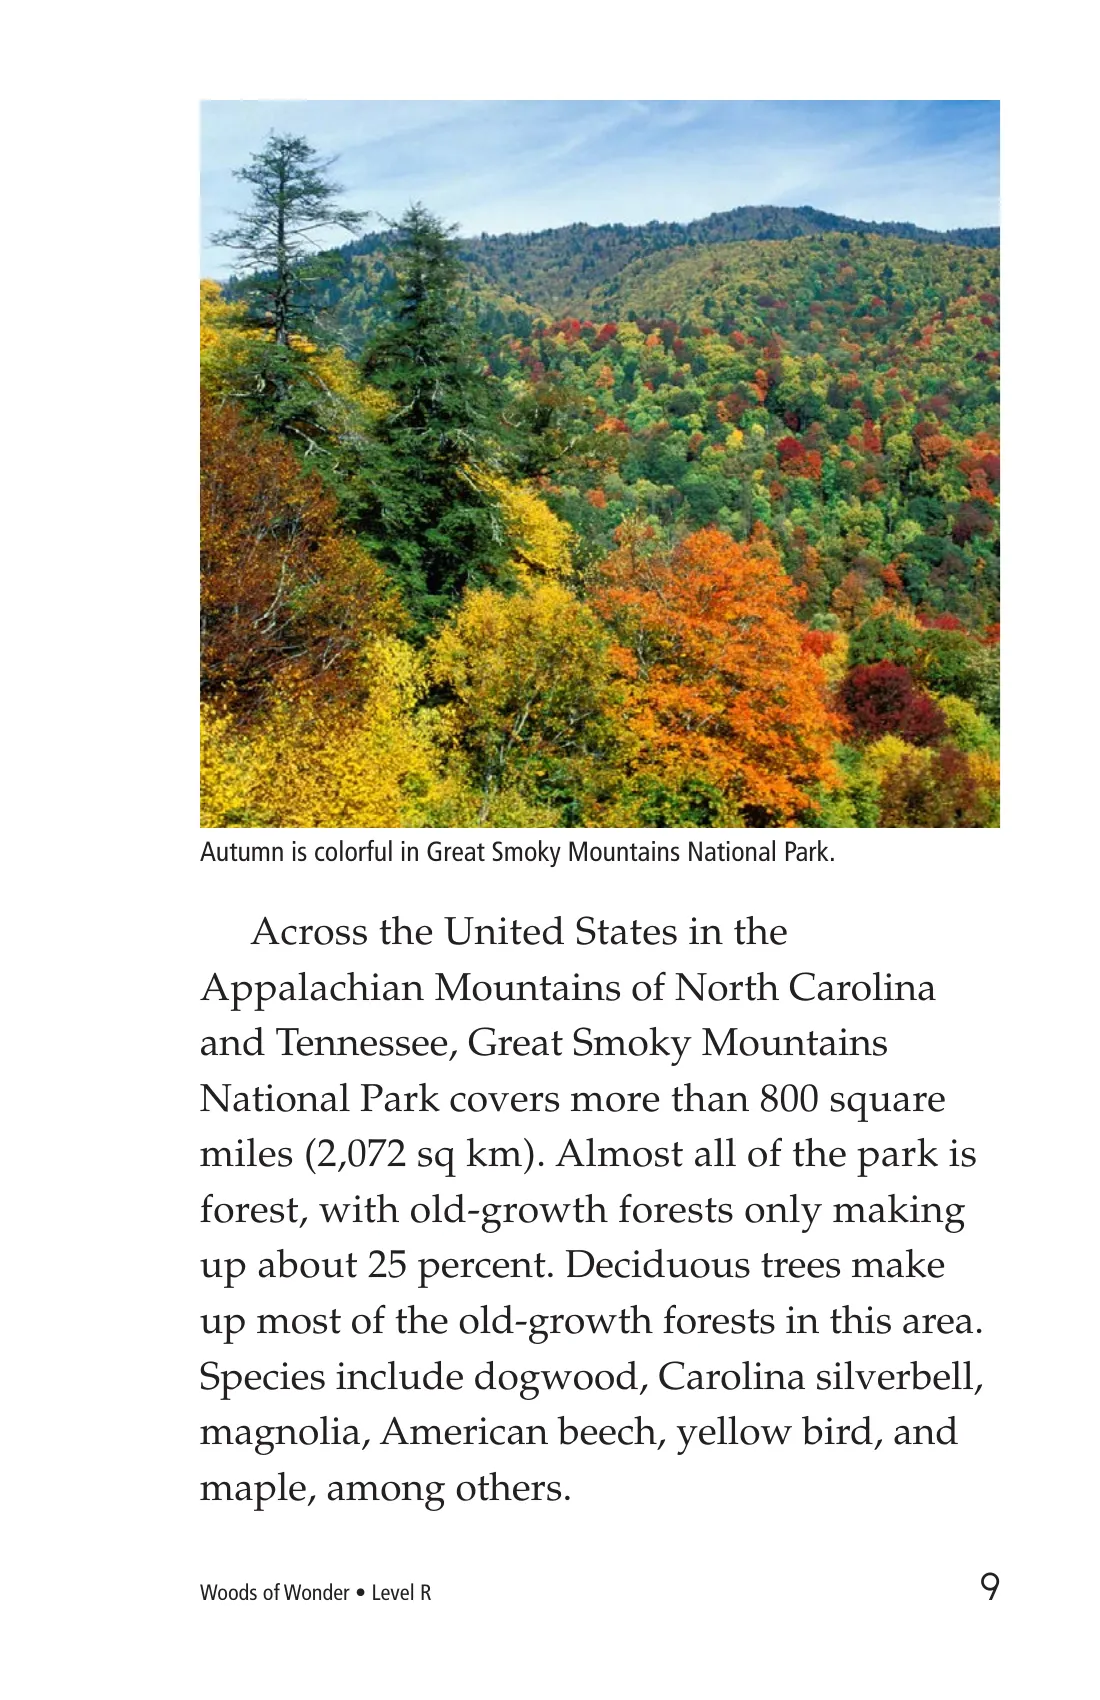 Autumn is colorful in Great Smoky Mountains National Park.
Across the United States in the
Appalachian Mountains of North Carolina
and Tennessee, Great Smoky Mountains
National Park covers more than 800 square
miles (2,072 sq km). Almost all of the park is
forest, with old-growth forests only making
up about 25 percent. Deciduous trees make
up most of the old-growth forests in this area.
Species include dogwood, Carolina silverbell,
magnolia, American beech, yellow bird, and
maple, among others.
Woods of Wonder • Level R
9